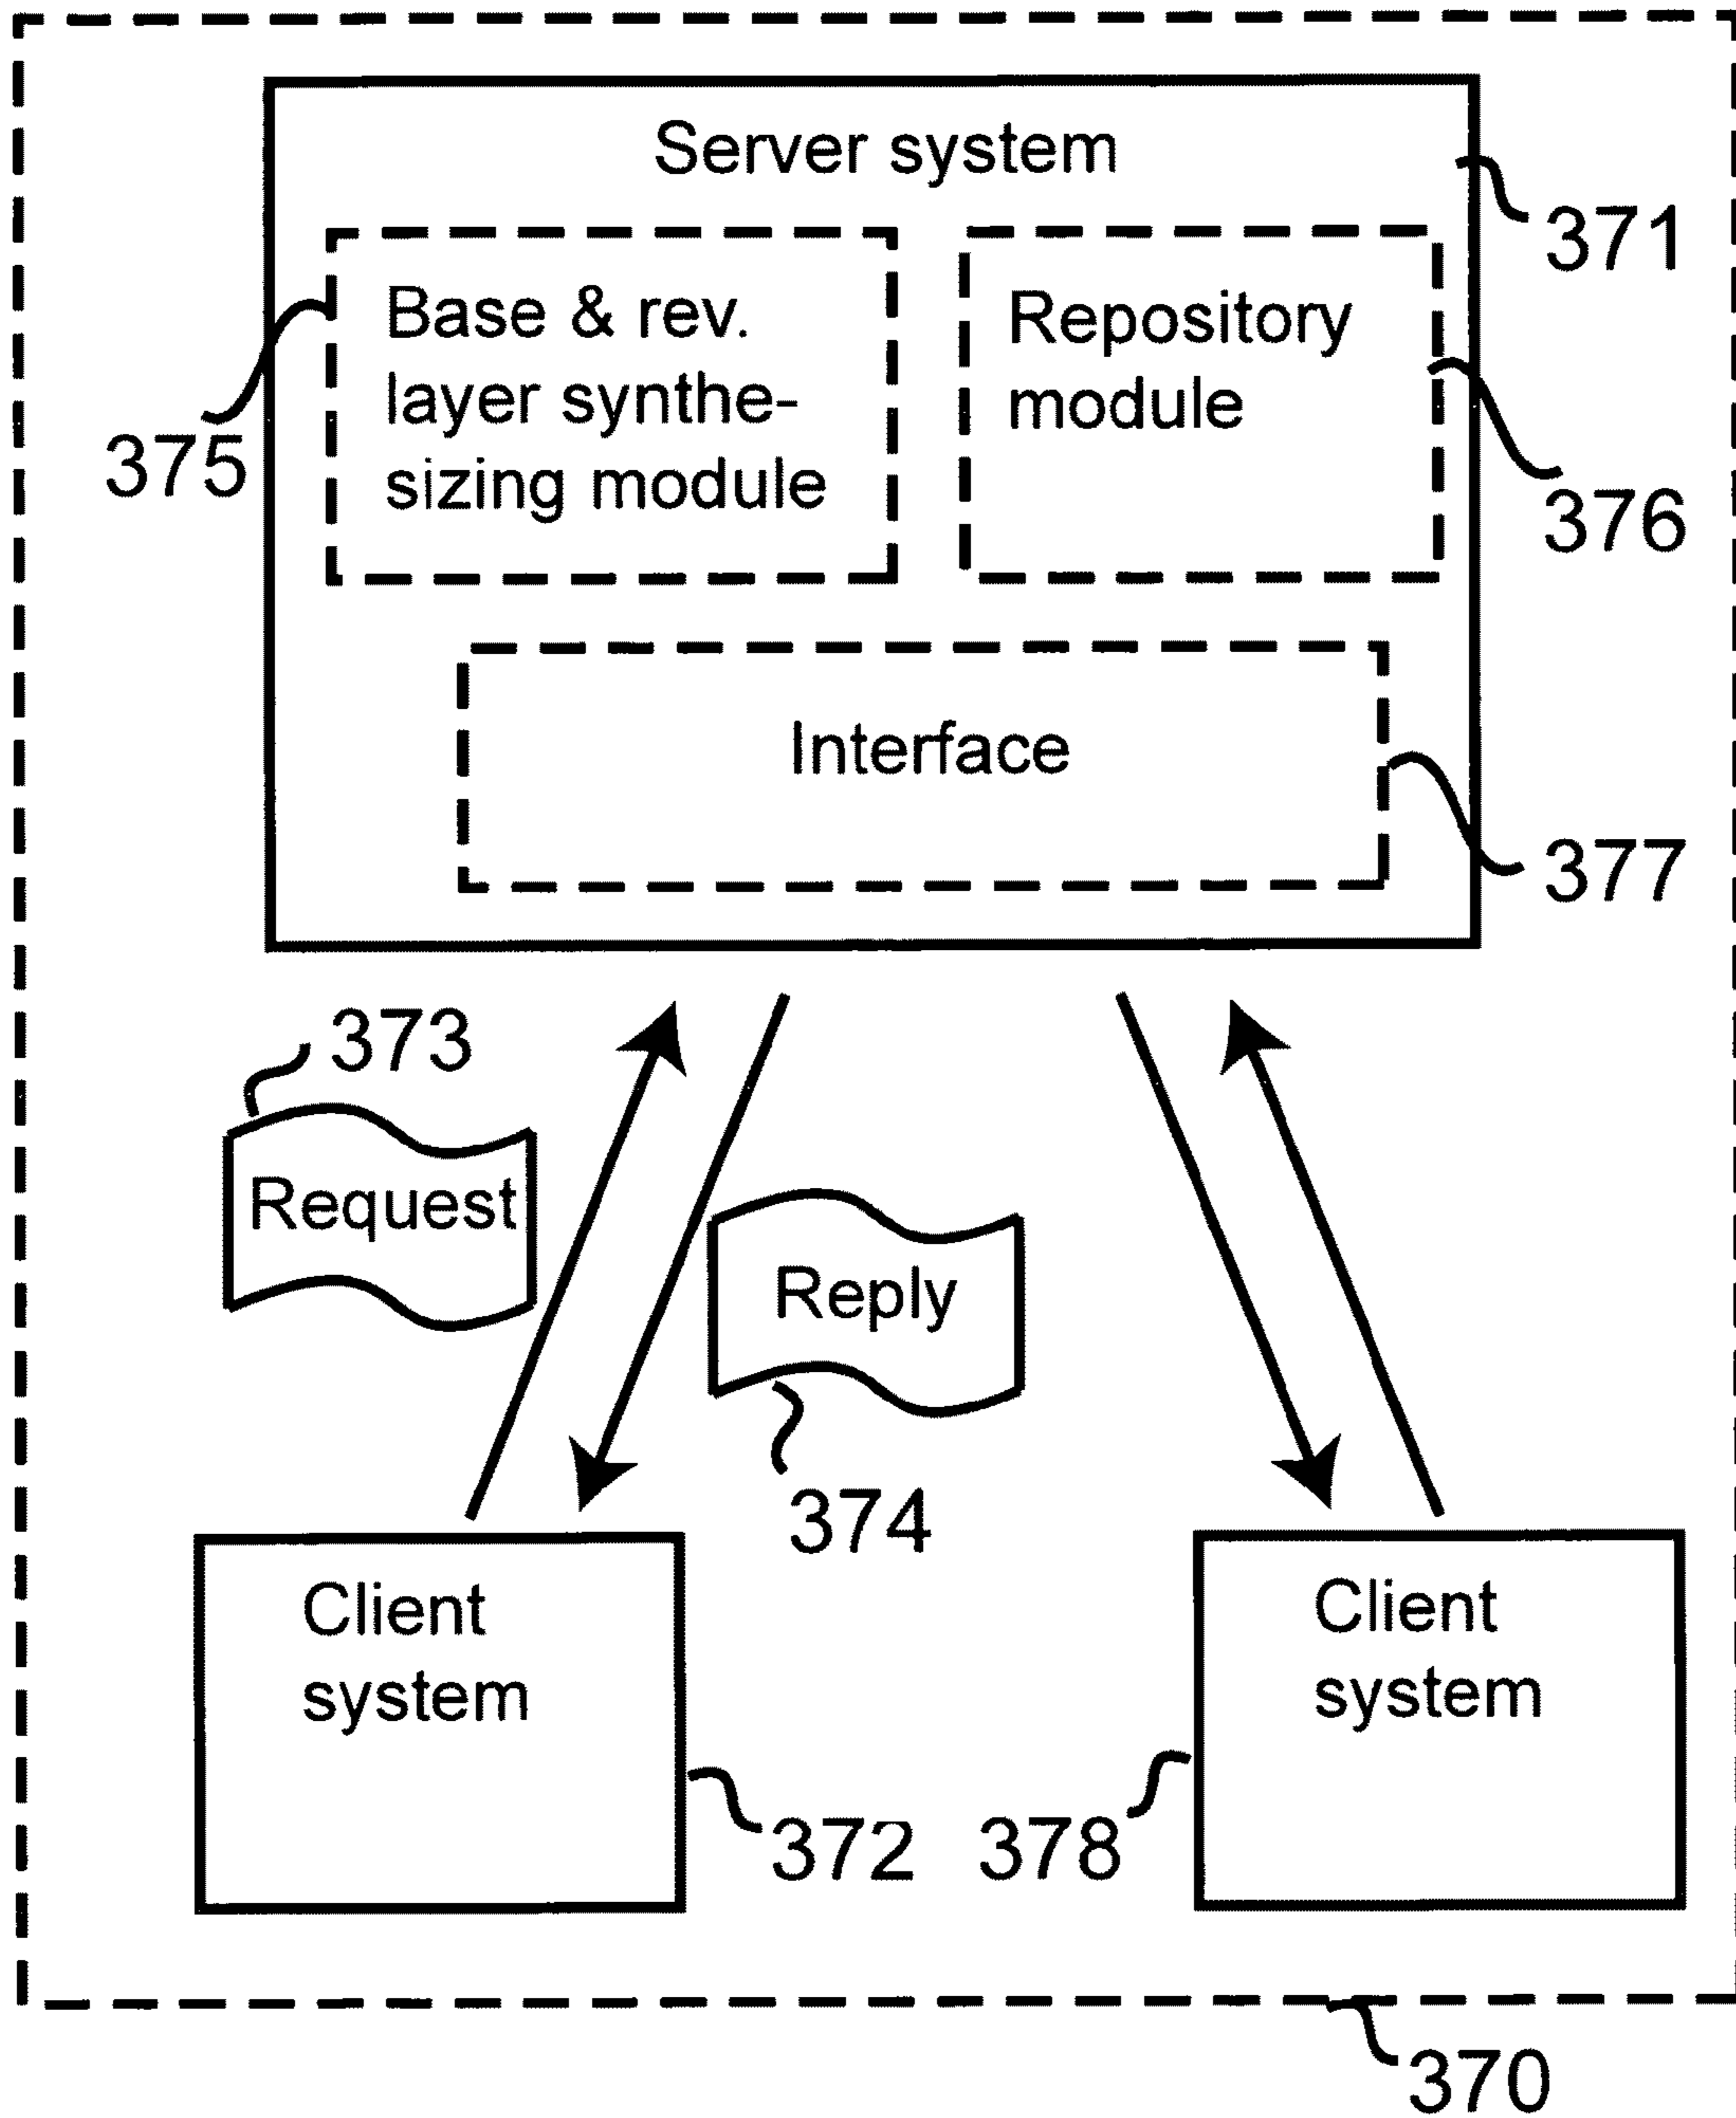 Server system
371
Base & rev.
layer synthe-
sizing module
Repository
module
375
376
Interface
377
373
Request
Reply
374
Client
system
Client
system
372
378
370